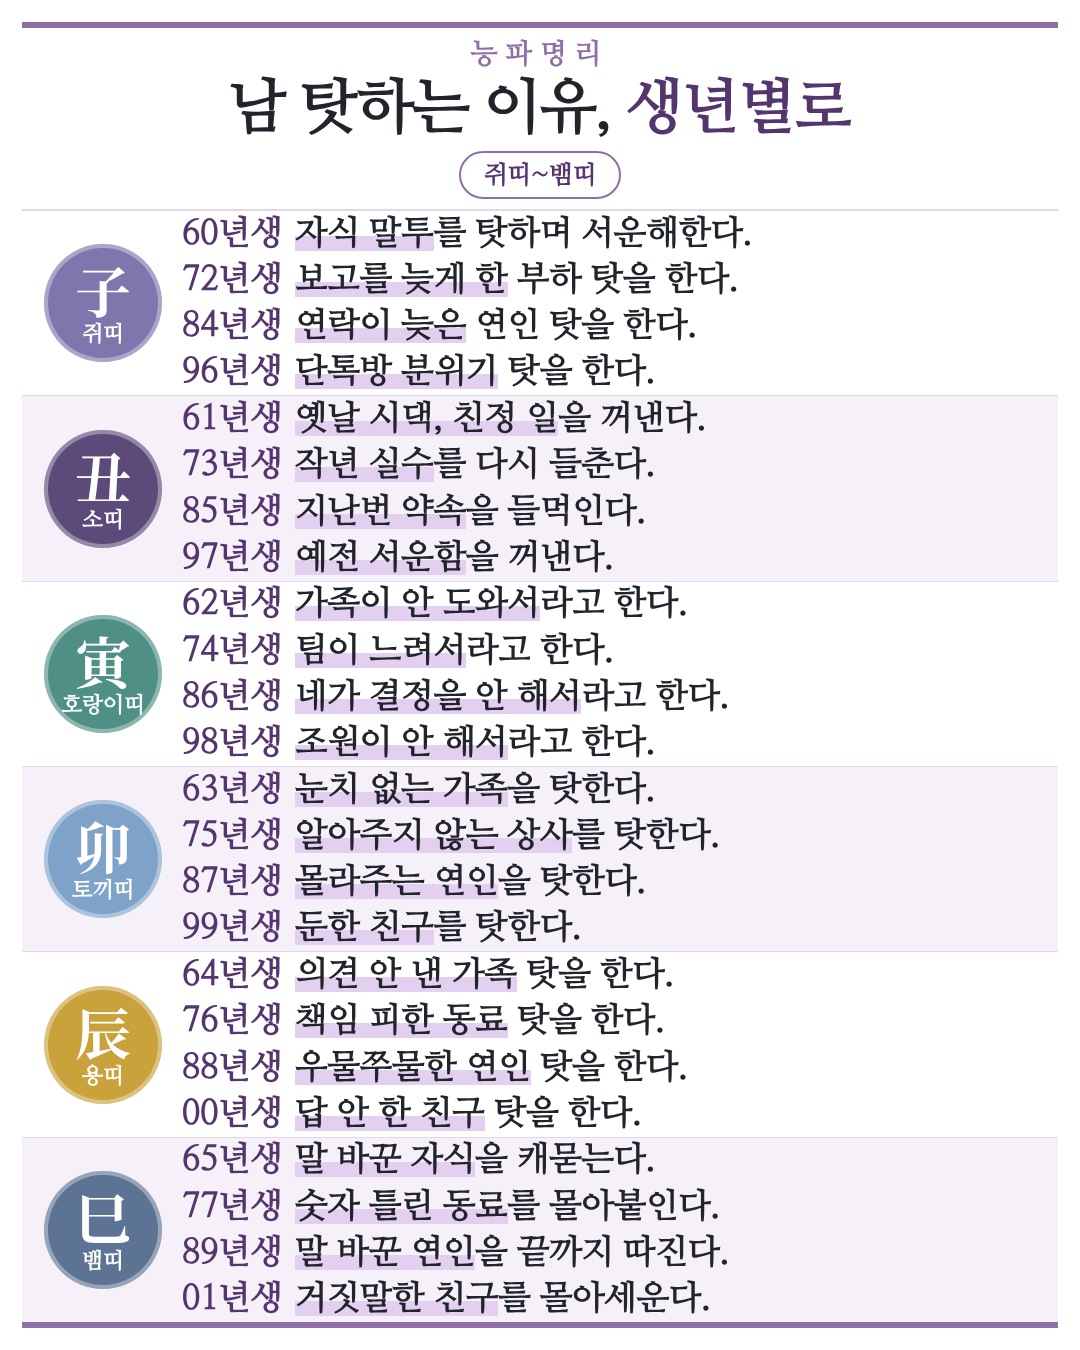 능파명리
남 탓하는 이유, 생년별로
쥐띠~뱀띠
子
쥐띠
60년생 자식 말투를 탓하며 서운해한다.
72년생 보고를 늦게 한 부하 탓을 한다.
84년생 연락이 늦은 연인 탓을 한다.
96년생 단톡방 분위기 탓을 한다.
丑
소띠
61년생 옛날 시대, 친정 일을 꺼낸다.
73년생 작년 실수를 다시 들춘다.
85년생 지난번 약속을 들먹인다.
97년생 예전 서운함을 꺼낸다.
寅
호랑이띠
62년생 가족이 안 도와서라고 한다.
74년생 팀이 느려서라고 한다.
86년생 네가 결정을 안 해서라고 한다.
98년생 조원이 안 해서라고 한다.
卯
토끼띠
63년생 눈치 없는 가족을 탓한다.
75년생 알아주지 않는 상사를 탓한다.
87년생 몰라주는 연인을 탓한다.
99년생 둔한 친구를 탓한다.
辰
용띠
64년생 의견 안 낸 가족 탓을 한다.
76년생 책임 피한 동료 탓을 한다.
88년생 우물쭈물한 연인 탓을 한다.
00년생 답 안 한 친구 탓을 한다.
巳
뱀띠
65년생 말 바꾼 자식을 캐묻는다.
77년생 숫자 틀린 동료를 몰아붙인다.
89년생 말 바꾼 연인을 끝까지 따진다.
01년생 거짓말한 친구를 몰아세운다.